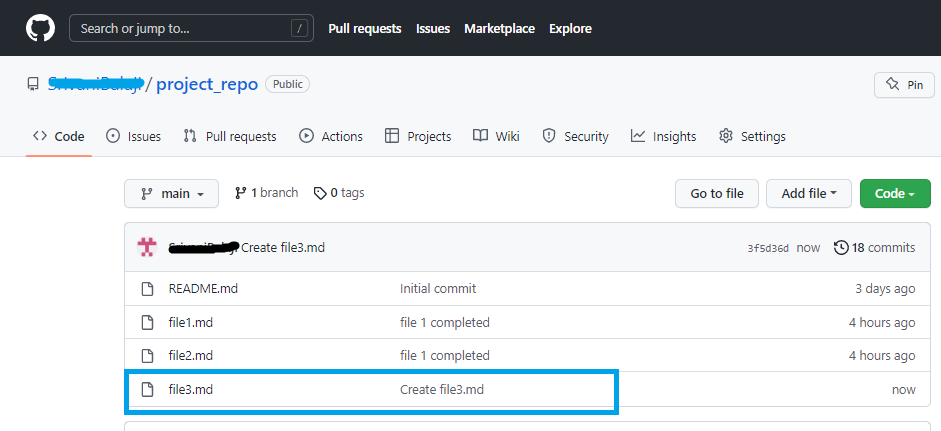 Search or jump to... /
Pull requests Issues Marketplace Explore
/ project_repo Public
Pin
Code Issues Pull requests Actions Projects Wiki Security Insights Settings
main 1 branch 0 tags Go to file Add file Code
Create file3.md 3f5d36d now 18 commits
README.md Initial commit 3 days ago
file1.md file 1 completed 4 hours ago
file2.md file 1 completed 4 hours ago
file3.md Create file3.md now